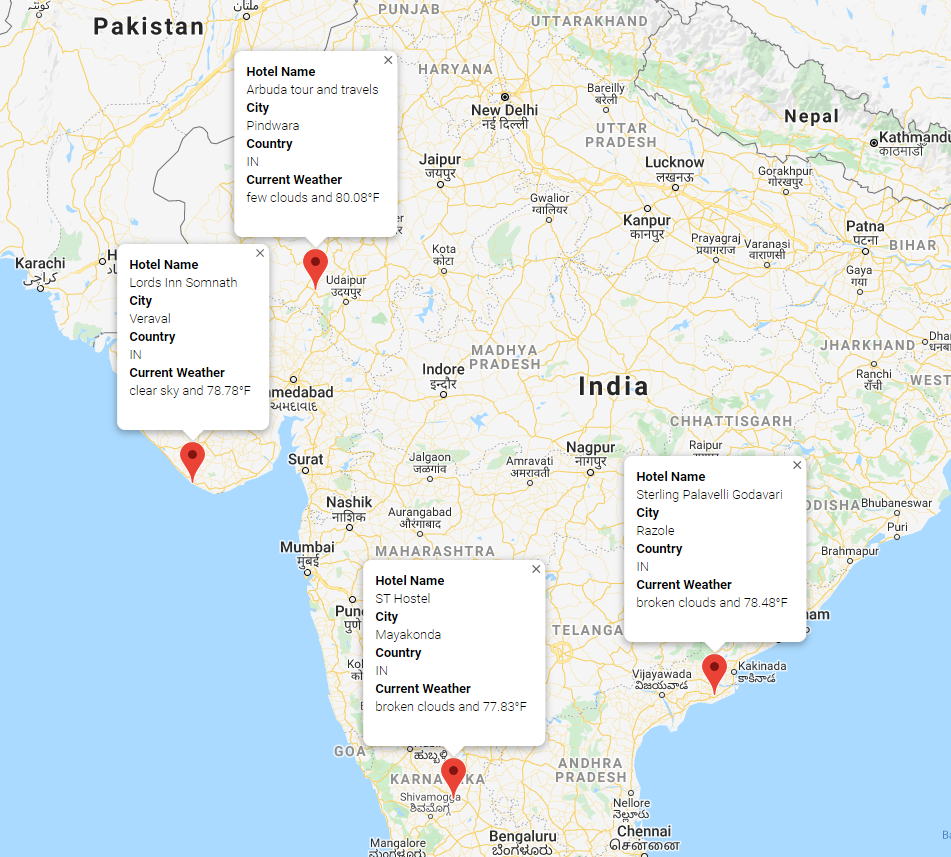 ملتان
PUNJAB
Pakistan
UTTARAKHAND
HARYANA
New Delhi
नई दिल्ली
Bareilly
बरेली
Nepal
UTTAR
PRADESH
Kathmandu
काठमाडौं
Hotel Name
Arbuda tour and travels
City
Pindwara
Country
IN
Current Weather
few clouds and 80.08°F
Jaipur
जयपुर
Lucknow
लखनऊ
Gorakhpur
गोरखपुर
Gwalior
ग्वालियर
Kanpur
कानपुर
Patna
पटना
BIHAR
Prayagraj
प्रयागराज
Varanasi
वाराणसी
Kota
कोटा
Gaya
गया
Karachi
كراچى
Udaipur
उदयपुर
Hotel Name
Lords Inn Somnath
City
Veraval
Country
IN
Current Weather
clear sky and 78.78°F
MADHYA
PRADESH
JHARKHAND
Ranchi
राँची
WEST
Indore
इन्दौर
India
medabad
અમદાવાદ
CHHATTISGARH
Raipur
Surat
Jalgaon
जळगाव
Amravati
अमरावती
Nagpur
नागपूर
Hotel Name
Sterling Palavelli Godavari
City
Razole
Country
IN
Current Weather
broken clouds and 78.48°F
ODISHA
Bhubaneswar
Puri
Brahmapur
Nashik
नाशिक
Aurangabad
औरंगाबाद
Mumbai
मुंबई
MAHARASHTRA
Hotel Name
ST Hostel
City
Mayakonda
Country
IN
Current Weather
broken clouds and 77.83°F
TELANGA
Vijayawada
విజయవాడ
Kakinada
కాకినాడ
GOA
ಹುಬ್ಬಳ್ಳಿ
KARNATAKA
Shivamogga
ಶಿವಮೊಗ್ಗ
ANDHRA
PRADESH
Nellore
నెల్లూరు
Mangalore
ಮಂಗಳೂರು
Bengaluru
ಬೆಂಗಳೂರು
Chennai
சென்னை